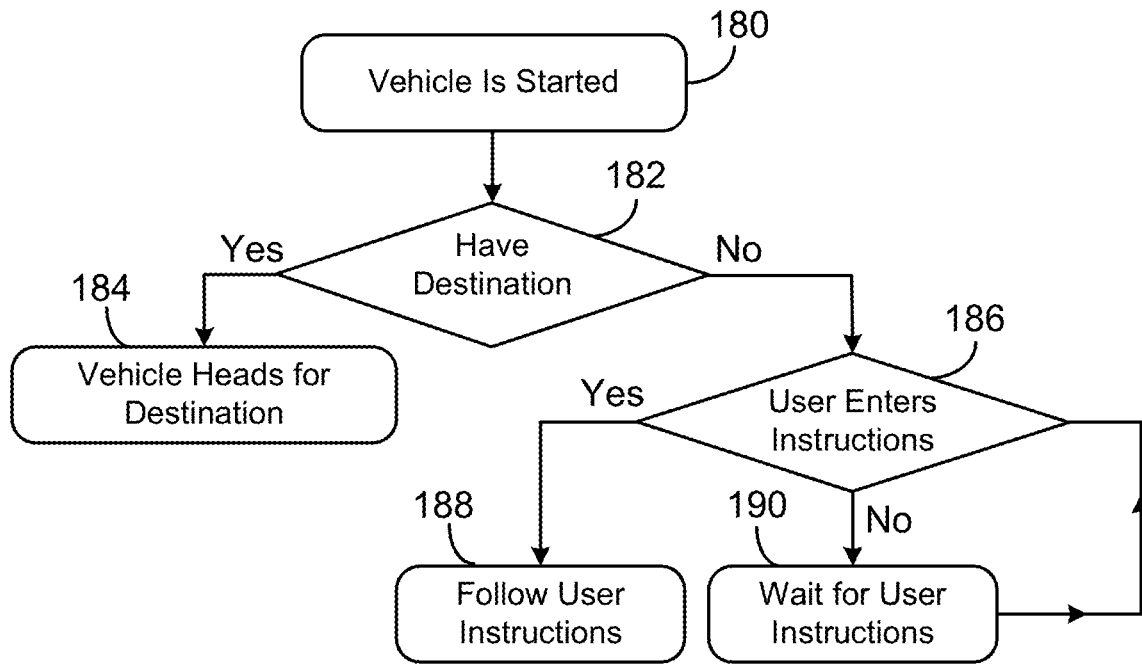 180
Vehicle Is Started
182
Yes
Have
Destination
No
184
Vehicle Heads for
Destination
186
Yes
User Enters
Instructions
188
190
No
Follow User
Instructions
Wait for User
Instructions